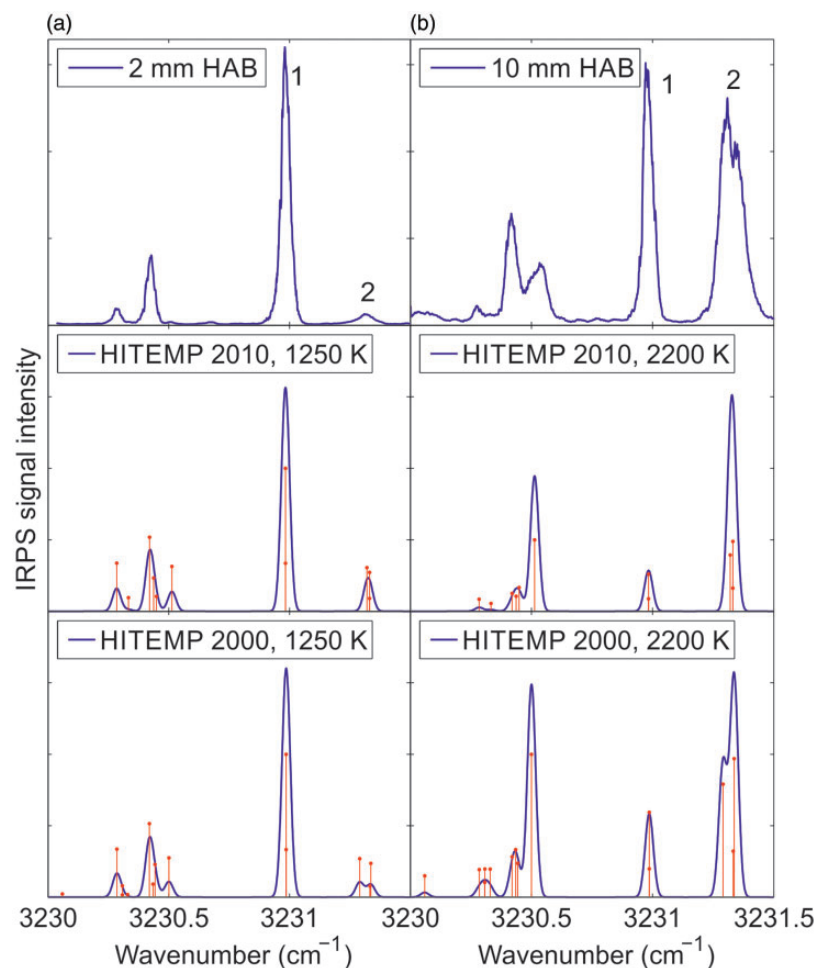 (a)
(b)
2 mm HAB
10 mm HAB
1
2
1
2
HITEMP 2010, 1250 K
HITEMP 2010, 2200 K
HITEMP 2000, 1250 K
HITEMP 2000, 2200 K
IRPS signal intensity
3230 3230.5 3231 3230 3230.5 3231 3231.5
Wavenumber (cm⁻¹) Wavenumber (cm⁻¹)